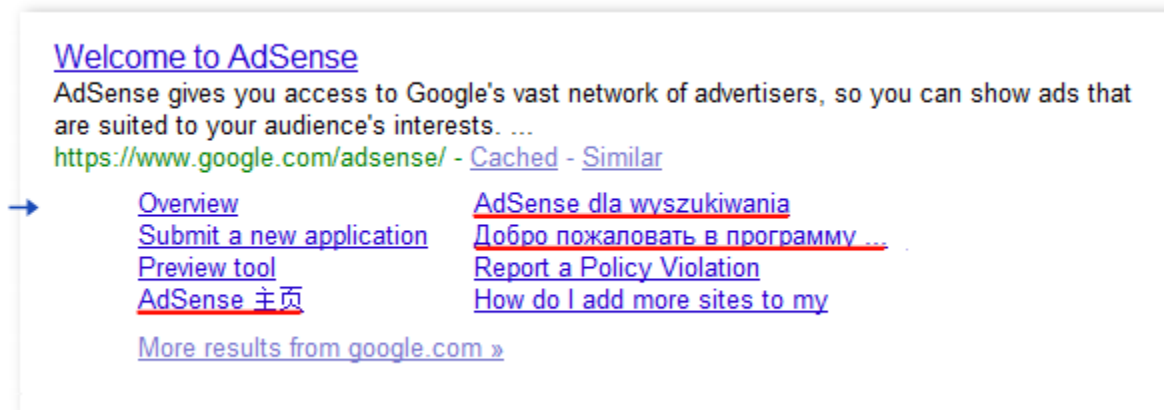 Welcome to AdSense
AdSense gives you access to Google's vast network of advertisers, so you can show ads that
are suited to your audience's interests. ...
https://www.google.com/adsense/ - Cached - Similar
Overview
Submit a new application
Preview tool
AdSense 主页
AdSense dla wyszukiwania
Добро пожаловать в программу ...
Report a Policy Violation
How do I add more sites to my
More results from google.com »